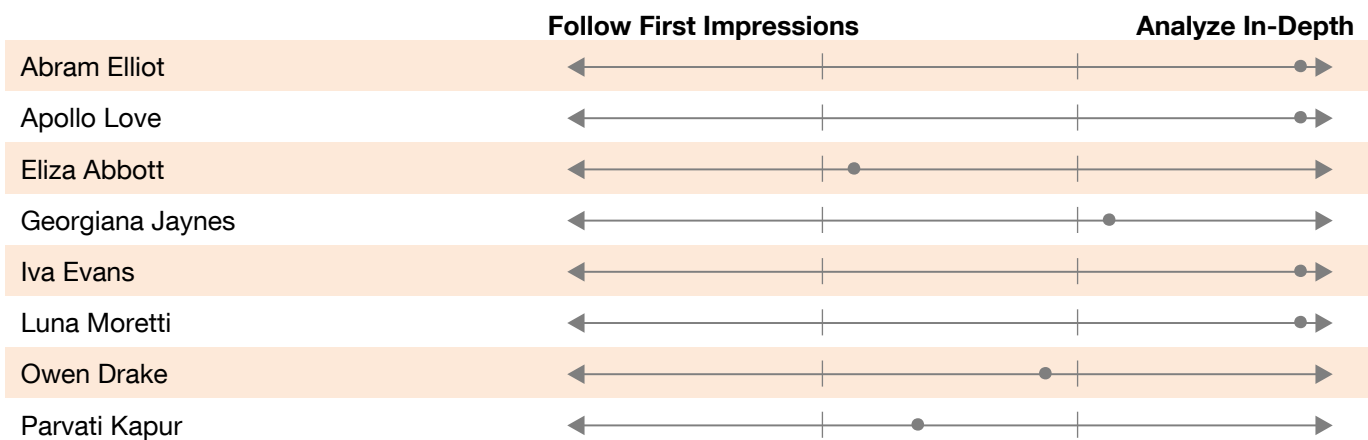 Follow First Impressions Analyze In-Depth
Abram Elliot
Apollo Love
Eliza Abbott
Georgiana Jaynes
Iva Evans
Luna Moretti
Owen Drake
Parvati Kapur